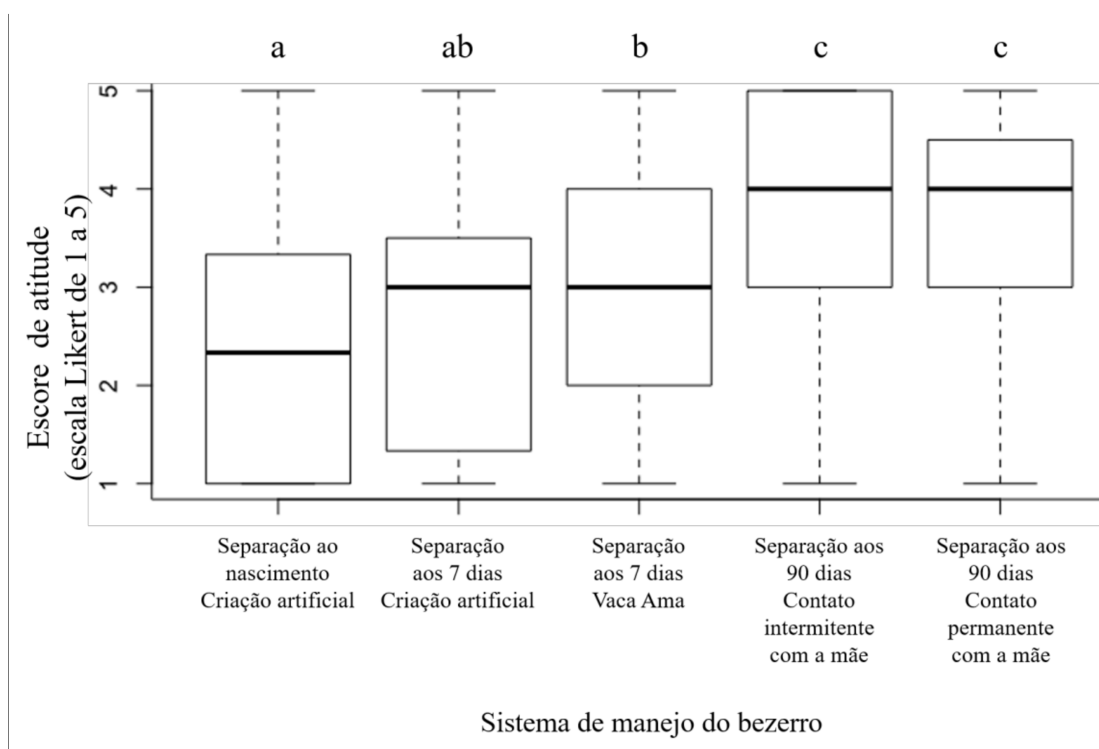 a ab b c c
5
4
3
2
1
Escore de atitude
(escala Likert de 1 a 5)
Separação ao
nascimento
Criação artificial
Separação
aos 7 dias
Criação artificial
Separação
aos 7 dias
Vaca Ama
Separação aos
90 dias
Contato
intermitente
com a mãe
Separação aos
90 dias
Contato
permanente
com a mãe
Sistema de manejo do bezerro